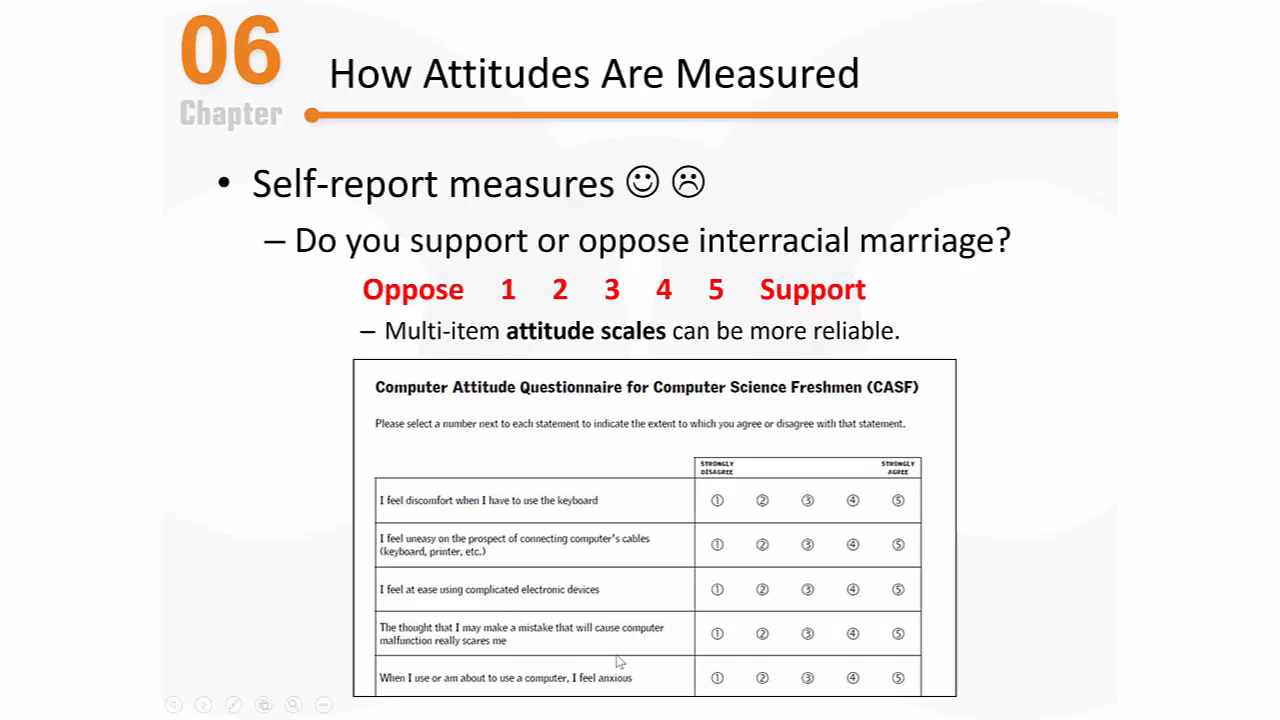 06
Chapter
How Attitudes Are Measured
• Self-report measures ☺ ☹
– Do you support or oppose interracial marriage?
Oppose 1 2 3 4 5 Support
– Multi-item attitude scales can be more reliable.
Computer Attitude Questionnaire for Computer Science Freshmen (CASF)
Please select a number next to each statement to indicate the extent to which you agree or disagree with that statement.
STRONGLY DISAGREE STRONGLY AGREE
I feel discomfort when I have to use the keyboard ① ② ③ ④ ⑤
I feel uneasy on the prospect of connecting computer's cables
(keyboard, printer, etc.) ① ② ③ ④ ⑤
I feel at ease using complicated electronic devices ① ② ③ ④ ⑤
The thought that I may make a mistake that will cause computer
malfunction really scares me ① ② ③ ④ ⑤
When I use or am about to use a computer, I feel anxious ① ② ③ ④ ⑤